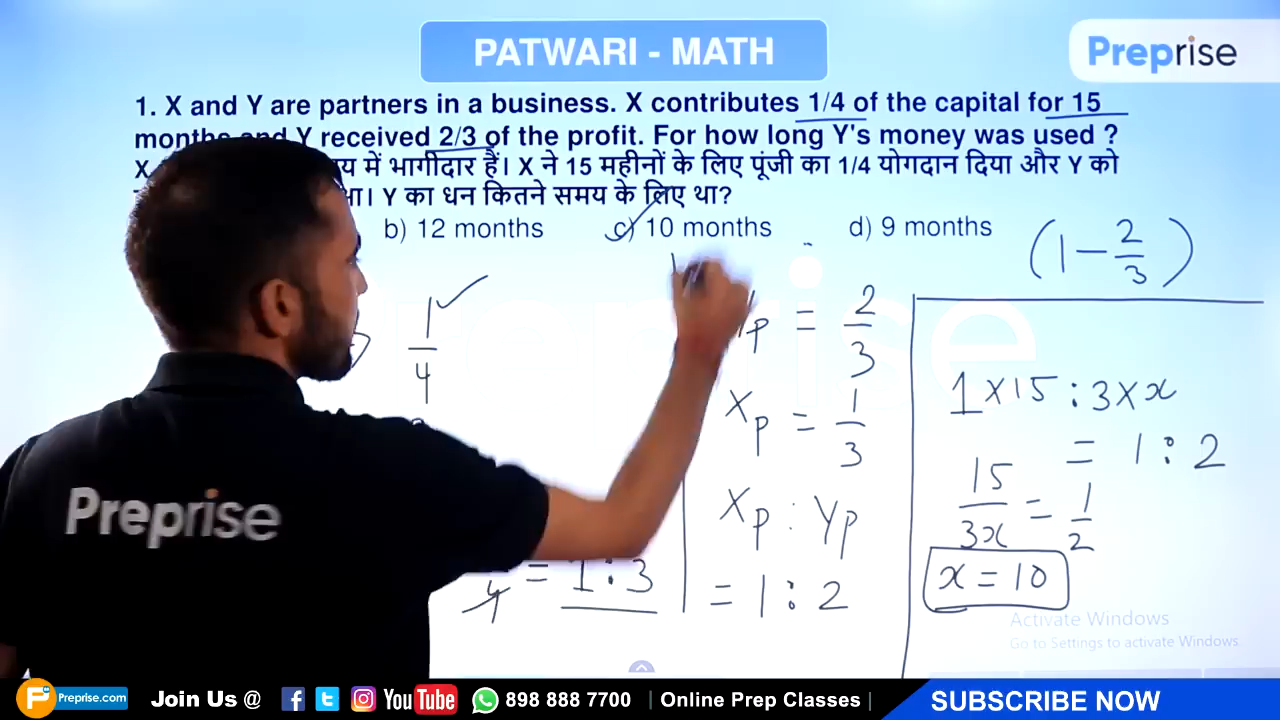 PATWARI - MATH
Preprise
1. X and Y are partners in a business. X contributes 1/4 of the capital for 15
months and Y received 2/3 of the profit. For how long Y's money was used ?
X में भागीदार हैं। X ने 15 महीनों के लिए पूंजी का 1/4 योगदान दिया और Y को
था। Y का धन कितने समय के लिए था?
b) 12 months c) 10 months d) 9 months
(1 - 2/3)
1/4
= 1 : 3
p = 2/3
Xp = 1/3
Xp : Yp
= 1 : 2
1 × 15 : 3 × x
= 1 : 2
15/3x = 1/2
x = 10
Preprise
Activate Windows
Go to Settings to activate Windows.
Preprise.com Join Us @ YouTube 898 888 7700 | Online Prep Classes | SUBSCRIBE NOW